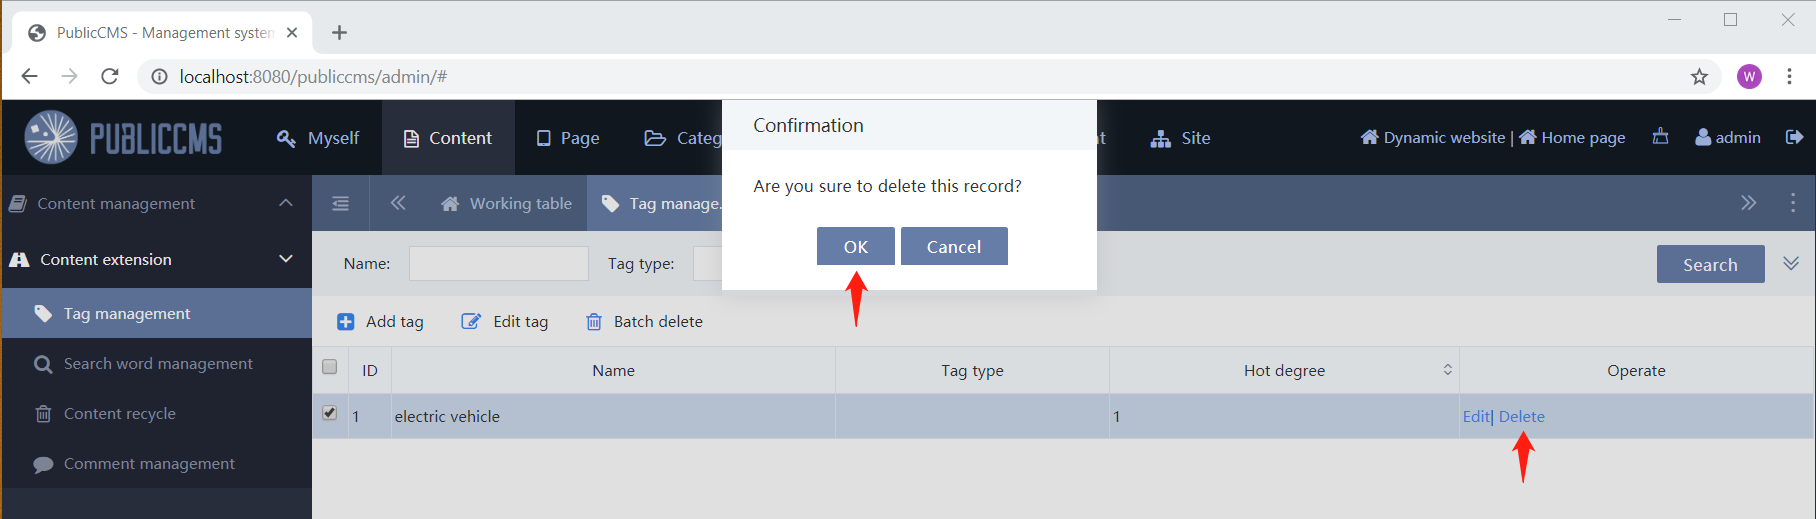 PublicCMS - Management system
localhost:8080/publiccms/admin/#
W
PUBLICCMS
Myself
Content
Page
Categ
Site
Dynamic website | Home page
admin
Confirmation
Are you sure to delete this record?
OK
Cancel
Content management
Content extension
Tag management
Search word management
Content recycle
Comment management
Working table
Tag manage..
Name:
Tag type:
Search
Add tag
Edit tag
Batch delete
ID Name Tag type Hot degree Operate
1 electric vehicle 1 Edit| Delete